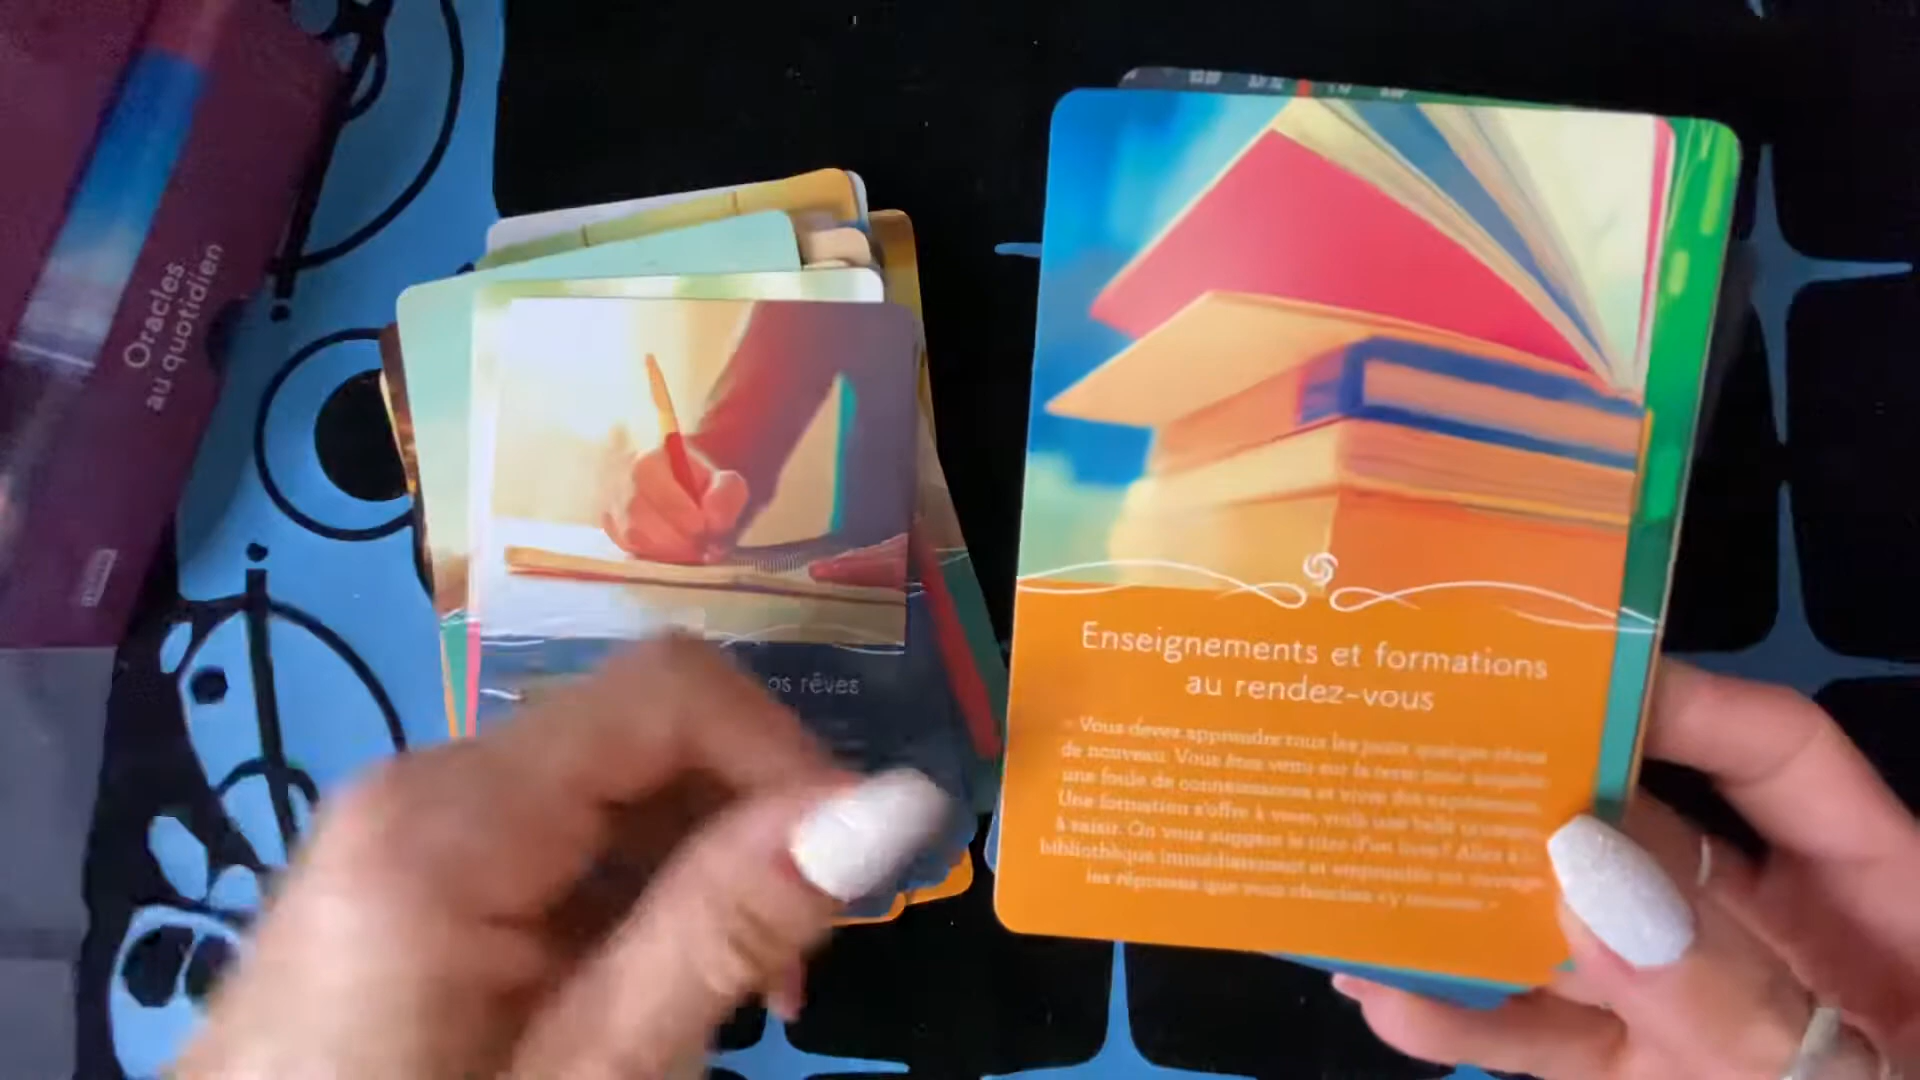 Oracles
au quotidien
os rêves
Enseignements et formations
au rendez-vous
Vous devez apprendre tous les jours quelque chose
de nouveau. Vous êtes venu sur la terre pour acquérir
une foule de connaissances et vivre des expériences.
Une formation s'offre à vous, voilà une belle occasion
à saisir. On vous suggère le titre d'un livre? Allez à la
bibliothèque immédiatement et empruntez cet ouvrage,
les réponses que vous cherchez s'y trouvent. »